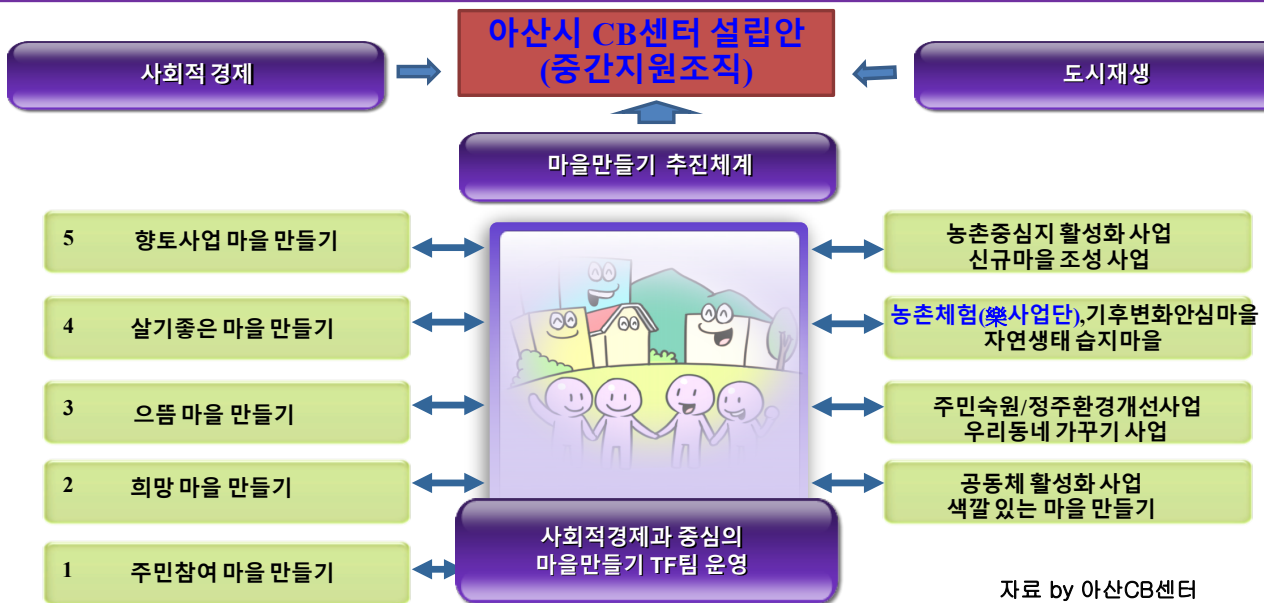 아산시 CB센터 설립안
(중간지원조직)
사회적 경제
도시재생
마을만들기 추진체계
5 향토사업 마을 만들기
4 살기좋은 마을 만들기
3 으뜸 마을 만들기
2 희망 마을 만들기
1 주민참여 마을 만들기
농촌중심지 활성화 사업
신규마을 조성 사업
농촌체험(樂사업단),기후변화안심마을
자연생태 습지마을
주민숙원/정주환경개선사업
우리동네 가꾸기 사업
공동체 활성화 사업
색깔 있는 마을 만들기
사회적경제과 중심의
마을만들기 TF팀 운영
자료 by 아산CB센터